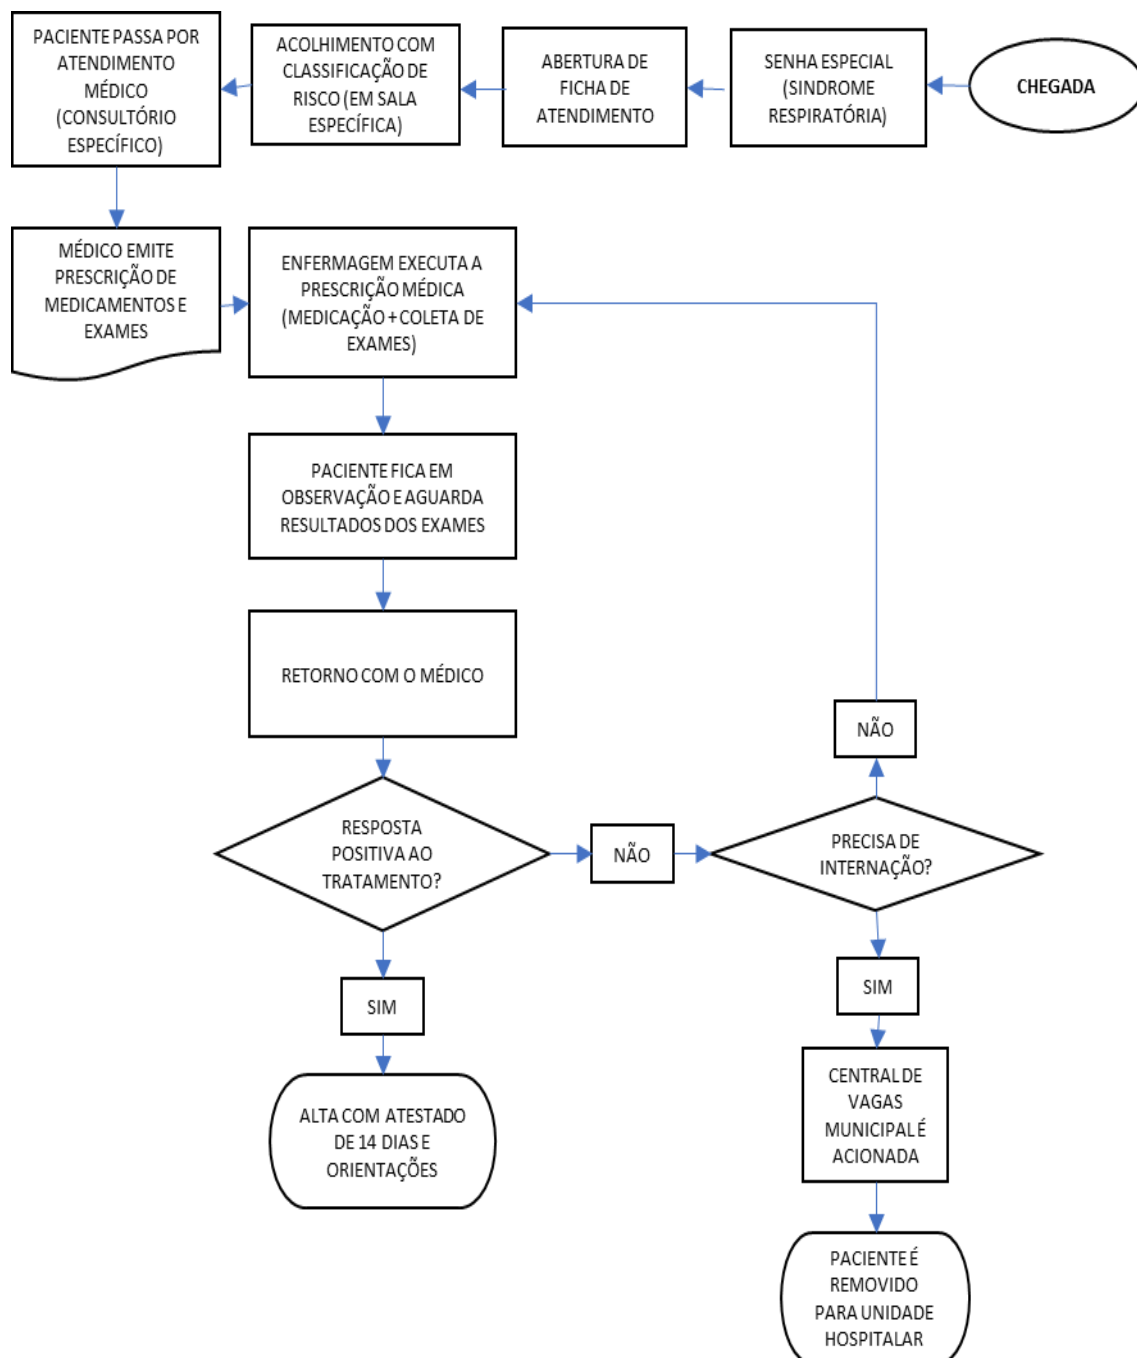 CHEGADA
SENHA ESPECIAL
(SINDROME
RESPIRATÓRIA)
ABERTURA DE
FICHA DE
ATENDIMENTO
ACOLHIMENTO COM
CLASSIFICAÇÃO DE
RISCO (EM SALA
ESPECÍFICA)
PACIENTE PASSA POR
ATENDIMENTO
MÉDICO
(CONSULTÓRIO
ESPECÍFICO)
MÉDICO EMITE
PRESCRIÇÃO DE
MEDICAMENTOS E
EXAMES
ENFERMAGEM EXECUTA A
PRESCRIÇÃO MÉDICA
(MEDICAÇÃO + COLETA DE
EXAMES)
PACIENTE FICA EM
OBSERVAÇÃO E AGUARDA
RESULTADOS DOS EXAMES
RETORNO COM O MÉDICO
RESPOSTA
POSITIVA AO
TRATAMENTO?
NÃO
PRECISA DE
INTERNAÇÃO?
NÃO
SIM
ALTA COM ATESTADO
DE 14 DIAS E
ORIENTAÇÕES
SIM
CENTRAL DE
VAGAS
MUNICIPAL É
ACIONADA
PACIENTE É
REMOVIDO
PARA UNIDADE
HOSPITALAR